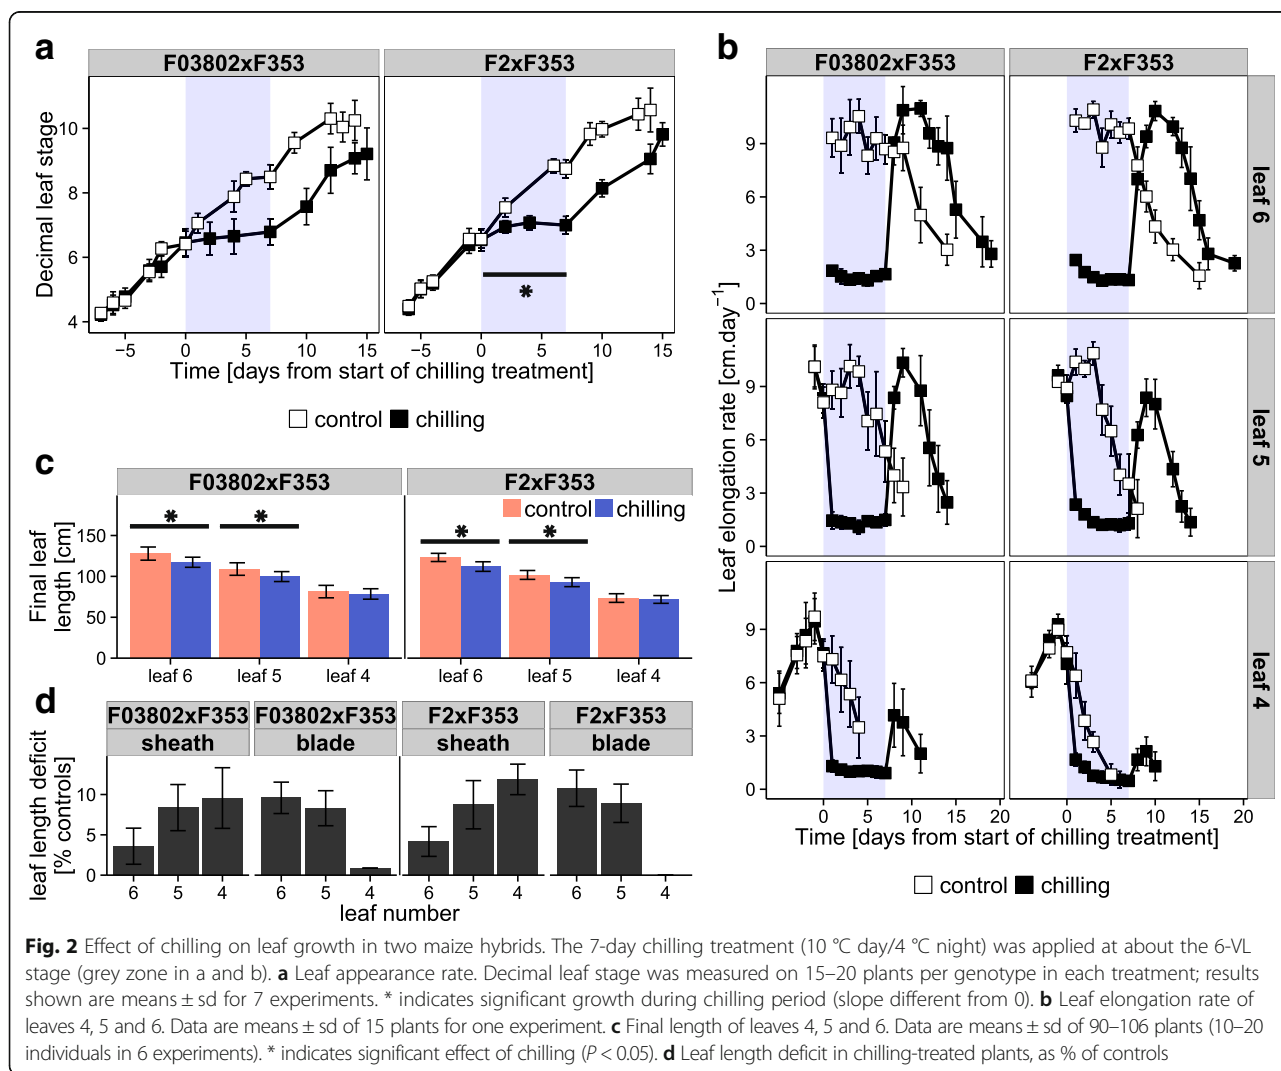 a
F03802xF353
F2xF353
Decimal leaf stage
10
8
6
4
−5
0
5
10
15
−5
0
5
10
15
*
Time [days from start of chilling treatment]
control
chilling
b
F03802xF353
F2xF353
Leaf elongation rate [cm.day−1]
9
6
3
0
leaf 6
9
6
3
0
leaf 5
9
6
3
0
leaf 4
0
5
10
15
20
0
5
10
15
20
Time [days from start of chilling treatment]
control
chilling
c
F03802xF353
F2xF353
control
chilling
Final leaf
length [cm]
150
100
50
0
*
*
*
*
leaf 6
leaf 5
leaf 4
leaf 6
leaf 5
leaf 4
d
F03802xF353
F03802xF353
F2xF353
F2xF353
sheath
blade
sheath
blade
leaf length deficit
[% controls]
10
5
0
6
5
4
6
5
4
6
5
4
6
5
4
leaf number
Fig. 2 Effect of chilling on leaf growth in two maize hybrids. The 7-day chilling treatment (10 °C day/4 °C night) was applied at about the 6-VL
stage (grey zone in a and b). a Leaf appearance rate. Decimal leaf stage was measured on 15–20 plants per genotype in each treatment; results
shown are means ± sd for 7 experiments. * indicates significant growth during chilling period (slope different from 0). b Leaf elongation rate of
leaves 4, 5 and 6. Data are means ± sd of 15 plants for one experiment. c Final length of leaves 4, 5 and 6. Data are means ± sd of 90–106 plants (10–20
individuals in 6 experiments). * indicates significant effect of chilling (P < 0.05). d Leaf length deficit in chilling-treated plants, as % of controls